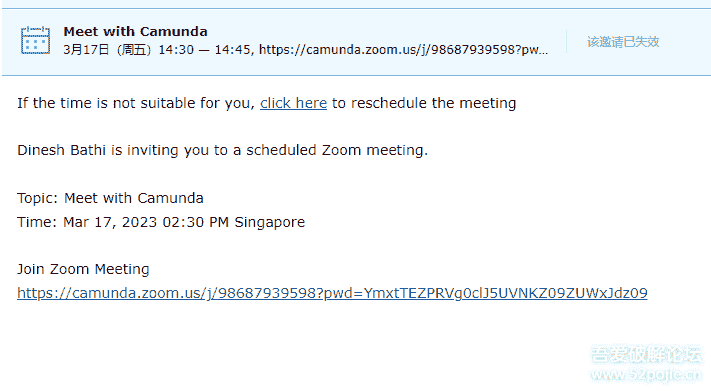 Meet with Camunda
3月17日（周五）14:30 — 14:45, https://camunda.zoom.us/j/98687939598?pw...
该邀请已失效
If the time is not suitable for you, click here to reschedule the meeting
Dinesh Bathi is inviting you to a scheduled Zoom meeting.
Topic: Meet with Camunda
Time: Mar 17, 2023 02:30 PM Singapore
Join Zoom Meeting
https://camunda.zoom.us/j/98687939598?pwd=YmxtTEZPRVg0clJ5UVNKZ09ZUWxJdz09
吾爱破解论坛
www.52pojie.cn